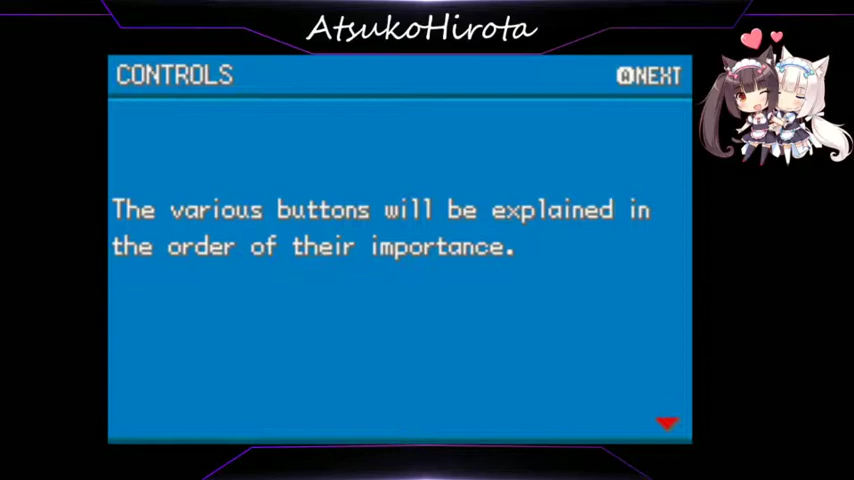 AtsukoHirota
CONTROLS
ⒶNEXT
The various buttons will be explained in
the order of their importance.